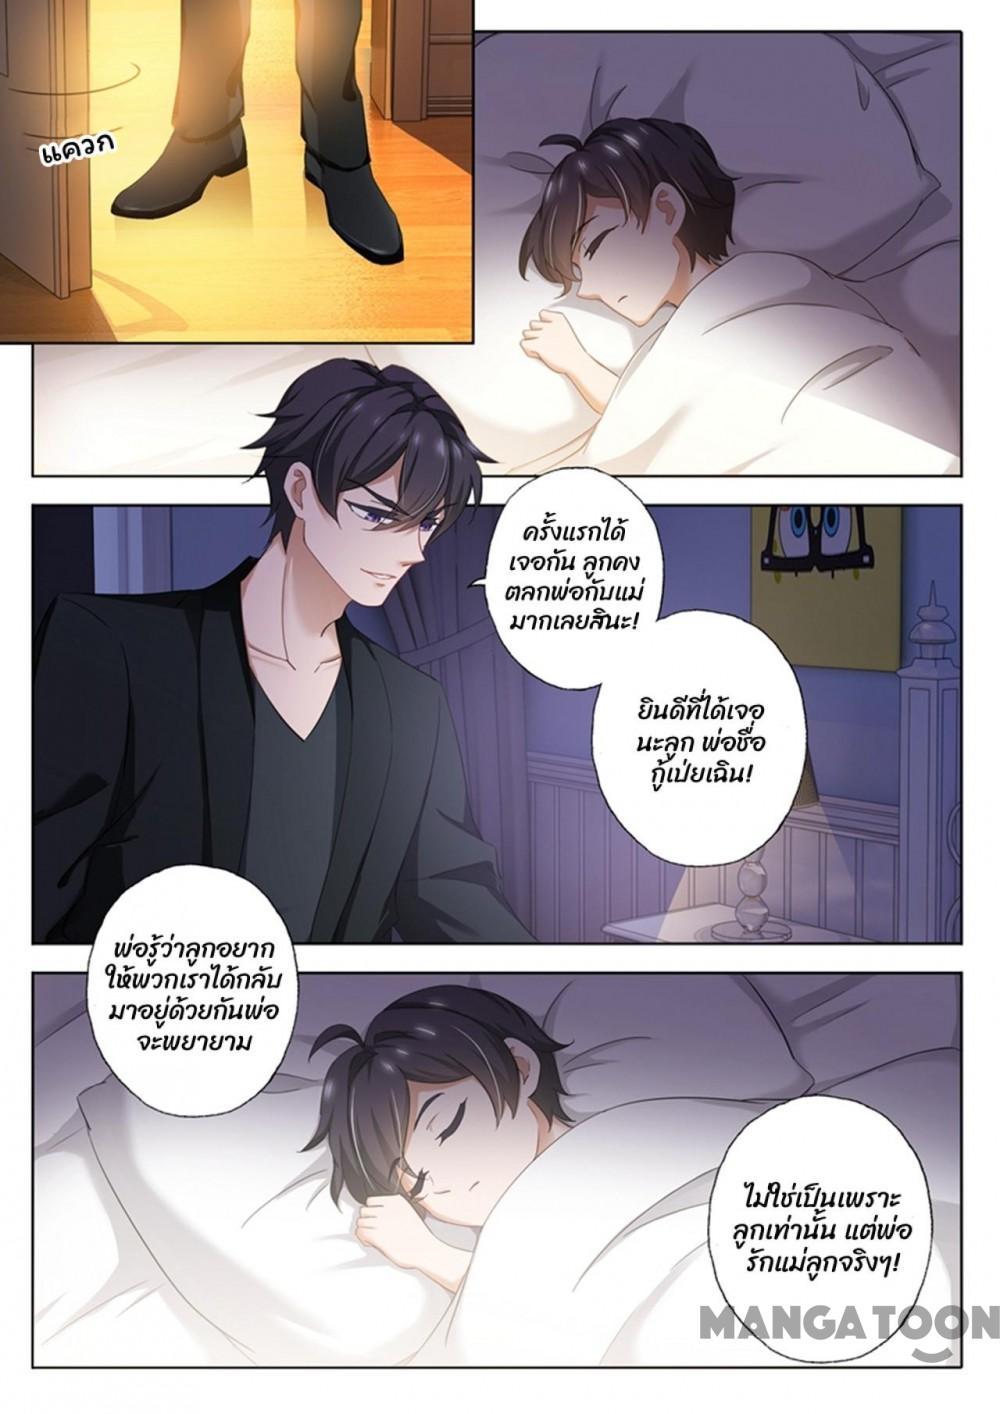 แควก
ครั้งแรกได้
เจอกัน ลูกคง
ตลกพ่อกับแม่
มากเลยสินะ!
ยินดีที่ได้เจอ
นะลูก พ่อชื่อ
กู้เป่ยเฉิน!
พ่อรู้ว่าลูกอยาก
ให้พวกเราได้กลับ
มาอยู่ด้วยกันพ่อ
จะพยายาม
ไม่ใช่เป็นเพราะ
ลูกเท่านั้น แต่พ่อ
รักแม่ลูกจริงๆ!
MANGATOON